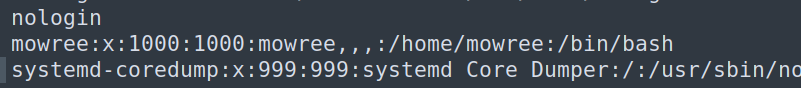 nologin
mowree:x:1000:1000:mowree,,,:/home/mowree:/bin/bash
systemd-coredump:x:999:999:systemd Core Dumper:/:/usr/sbin/no